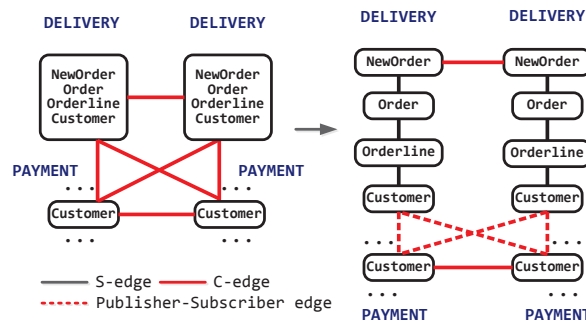 DELIVERY DELIVERY
NewOrder
Order
Orderline
Customer
NewOrder
Order
Orderline
Customer
PAYMENT PAYMENT
... ...
Customer Customer
... ...
S-edge C-edge
Publisher-Subscriber edge
DELIVERY DELIVERY
NewOrder NewOrder
Order Order
Orderline Orderline
Customer Customer
... ...
Customer Customer
... ...
PAYMENT PAYMENT